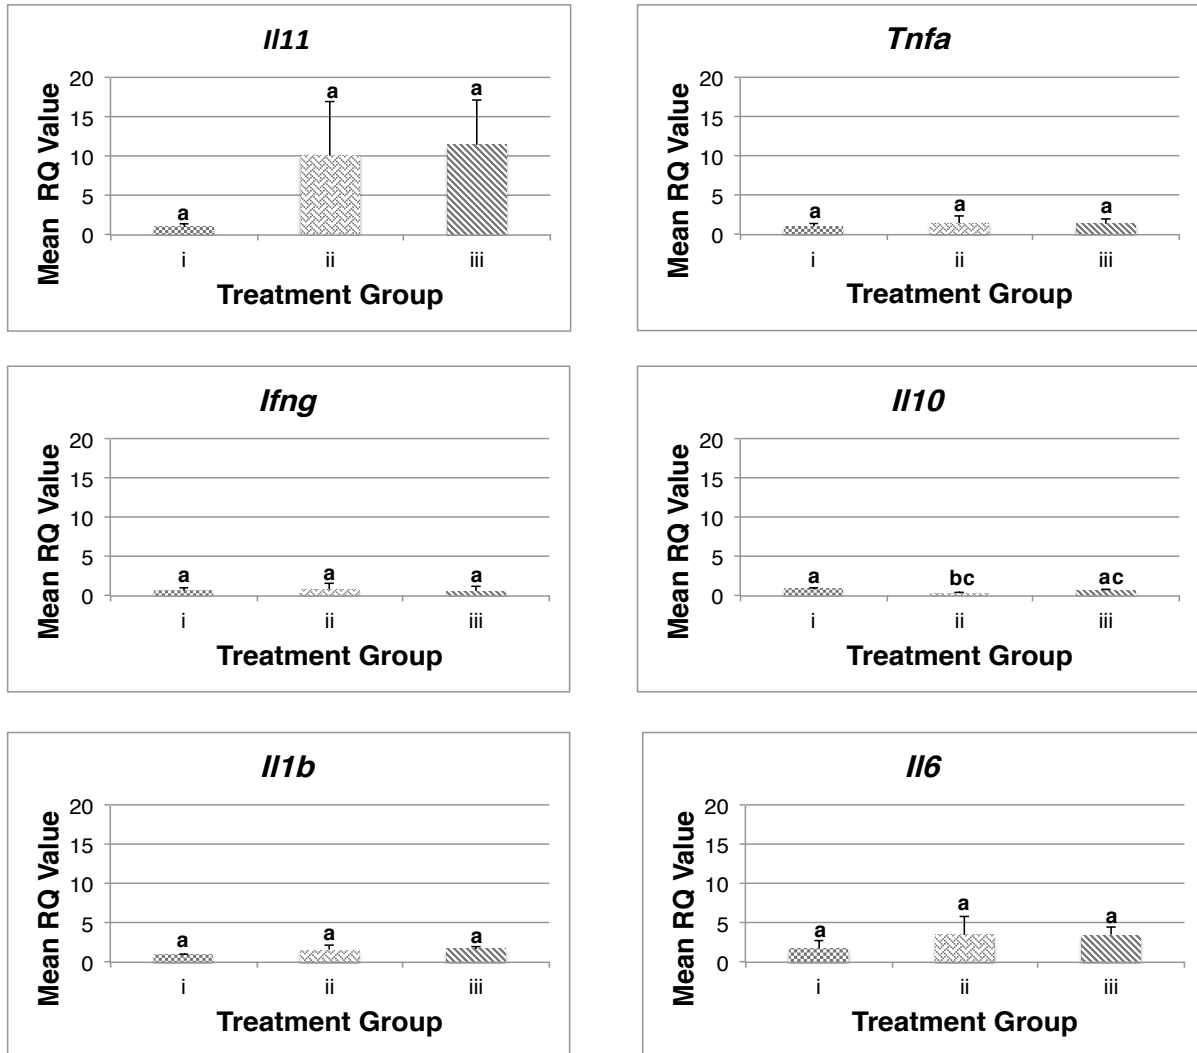 Il11
20
15
10
5
0
Mean RQ Value
a
a
a
i
ii
iii
Treatment Group
Tnfa
20
15
10
5
0
Mean RQ Value
a
a
a
i
ii
iii
Treatment Group
Ifng
20
15
10
5
0
Mean RQ Value
a
a
a
i
ii
iii
Treatment Group
Il10
20
15
10
5
0
Mean RQ Value
a
bc
ac
i
ii
iii
Treatment Group
Il1b
20
15
10
5
0
Mean RQ Value
a
a
a
i
ii
iii
Treatment Group
Il6
20
15
10
5
0
Mean RQ Value
a
a
a
i
ii
iii
Treatment Group